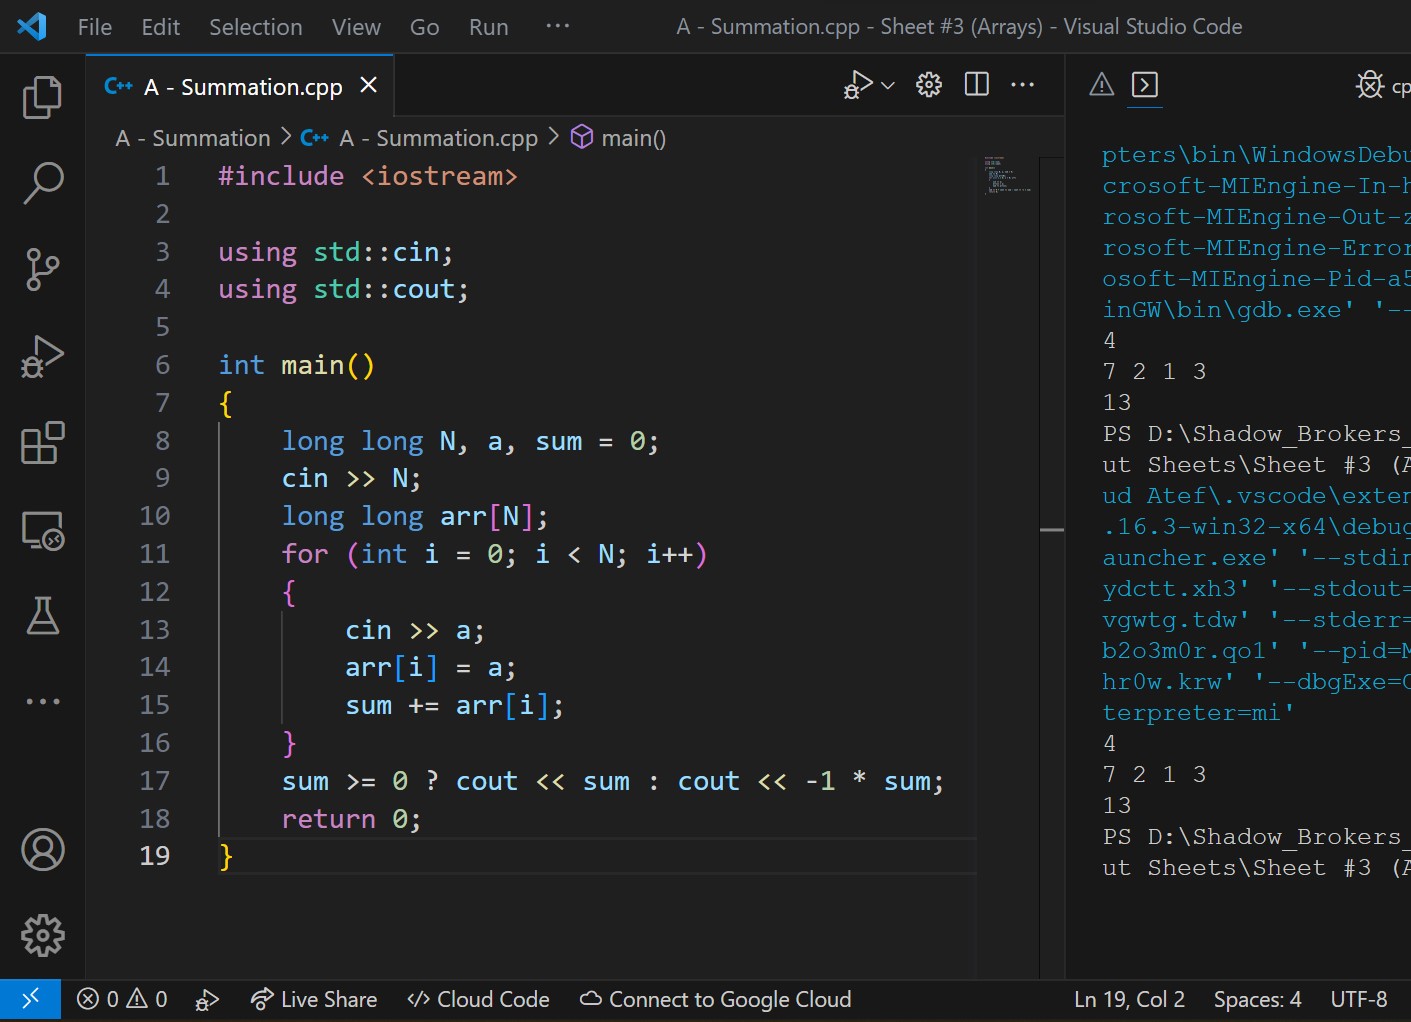 File Edit Selection View Go Run ··· A - Summation.cpp - Sheet #3 (Arrays) - Visual Studio Code
C++ A - Summation.cpp
A - Summation > C++ A - Summation.cpp > main()
1 #include <iostream>
2
3 using std::cin;
4 using std::cout;
5
6 int main()
7 {
8 long long N, a, sum = 0;
9 cin >> N;
10 long long arr[N];
11 for (int i = 0; i < N; i++)
12 {
13 cin >> a;
14 arr[i] = a;
15 sum += arr[i];
16 }
17 sum >= 0 ? cout << sum : cout << -1 * sum;
18 return 0;
19 }
cp
pters\bin\WindowsDebu
crosoft-MIEngine-In-h
rosoft-MIEngine-Out-z
rosoft-MIEngine-Error
osoft-MIEngine-Pid-a5
inGW\bin\gdb.exe' '--
4
7 2 1 3
13
PS D:\Shadow_Brokers_
ut Sheets\Sheet #3 (A
ud Atef\.vscode\exten
.16.3-win32-x64\debug
auncher.exe' '--stdin
ydctt.xh3' '--stdout=
vgwtg.tdw' '--stderr=
b2o3m0r.qo1' '--pid=M
hr0w.krw' '--dbgExe=C
terpreter=mi'
4
7 2 1 3
13
PS D:\Shadow_Brokers_
ut Sheets\Sheet #3 (A
0 0 Live Share Cloud Code Connect to Google Cloud Ln 19, Col 2 Spaces: 4 UTF-8